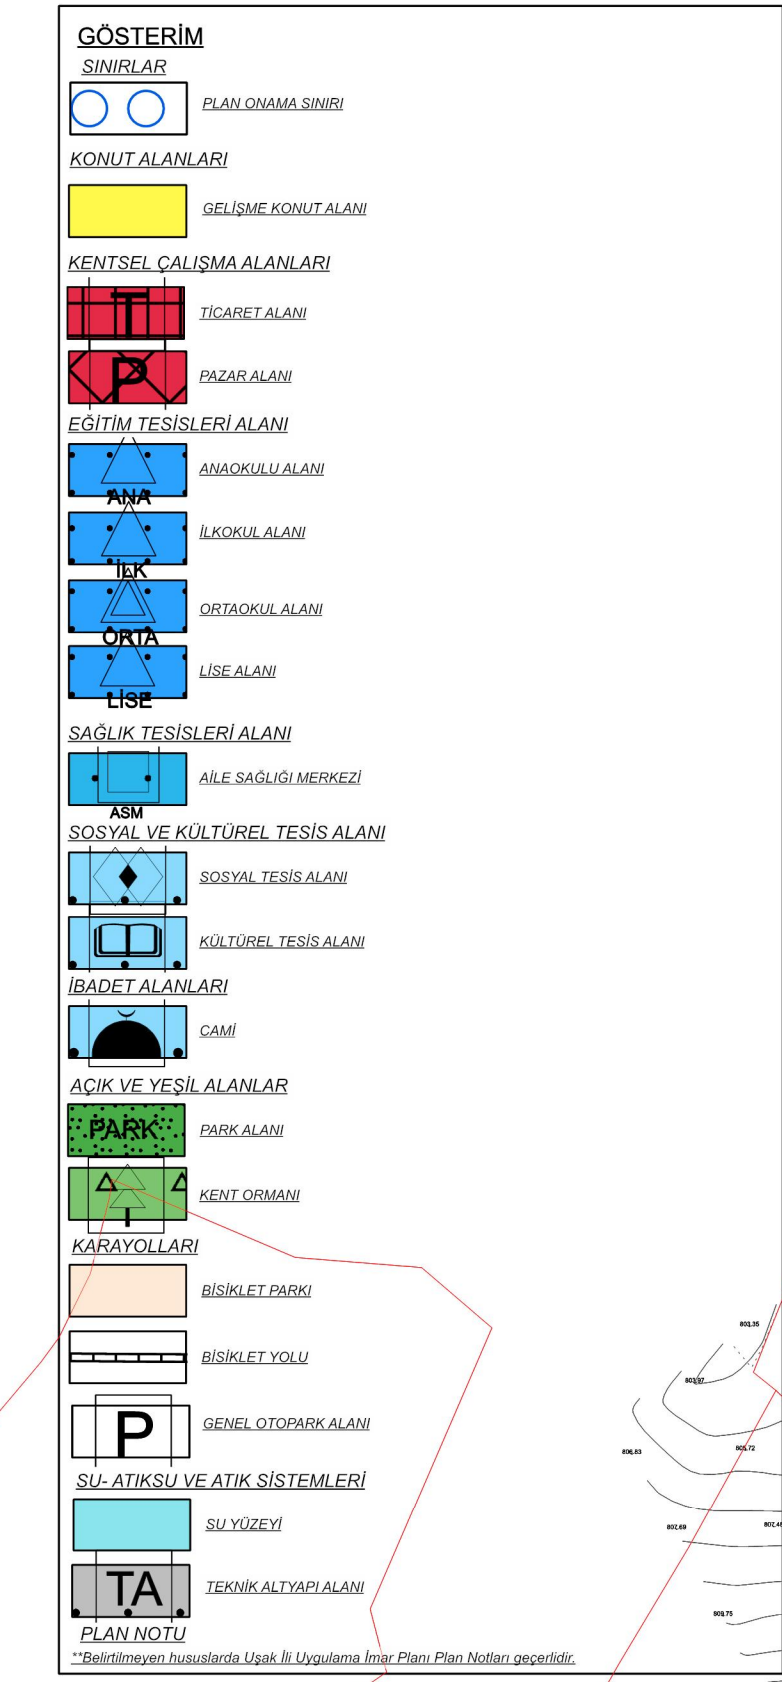 GÖSTERİM
SINIRLAR
PLAN ONAMA SINIRI
KONUT ALANLARI
GELİŞME KONUT ALANI
KENTSEL ÇALIŞMA ALANLARI
T
TİCARET ALANI
P
PAZAR ALANI
EĞİTİM TESİSLERİ ALANI
ANAOKULU ALANI
ANA
İLKOKUL ALANI
İLK
ORTAOKUL ALANI
ORTA
LİSE ALANI
LİSE
SAĞLIK TESİSLERİ ALANI
AİLE SAĞLIĞI MERKEZİ
ASM
SOSYAL VE KÜLTÜREL TESİS ALANI
SOSYAL TESİS ALANI
KÜLTÜREL TESİS ALANI
İBADET ALANLARI
CAMİ
AÇIK VE YEŞİL ALANLAR
PARK
PARK ALANI
KENT ORMANI
KARAYOLLARI
BİSİKLET PARKI
803.35
BİSİKLET YOLU
803.97
P
GENEL OTOPARK ALANI
806.83
805.72
SU- ATIKSU VE ATIK SİSTEMLERİ
SU YÜZEYİ
807.69
807.48
TA
TEKNİK ALTYAPI ALANI
809.75
PLAN NOTU
**Belirtilmeyen hususlarda Uşak İli Uygulama İmar Planı Plan Notları geçerlidir.